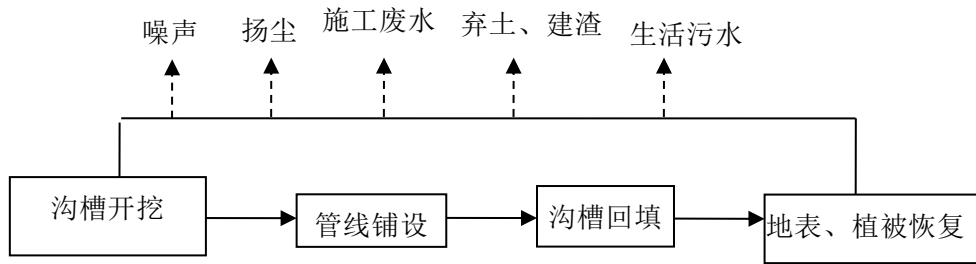 噪声 扬尘 施工废水 弃土、建渣 生活污水
沟槽开挖 管线铺设 沟槽回填 地表、植被恢复